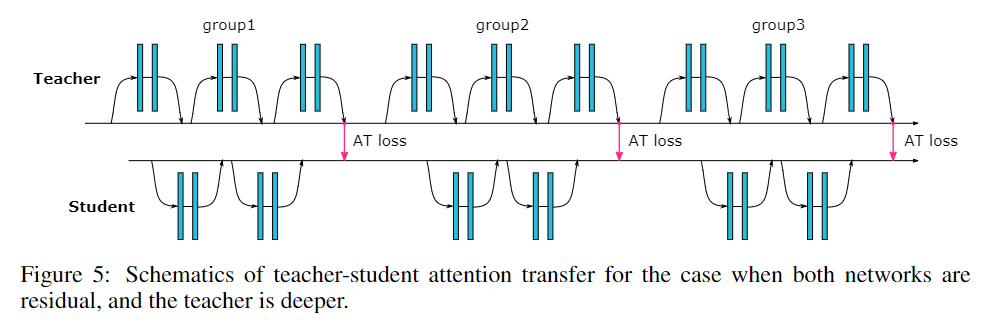 group1 group2 group3
Teacher
AT loss AT loss AT loss
Student
Figure 5: Schematics of teacher-student attention transfer for the case when both networks are
residual, and the teacher is deeper.